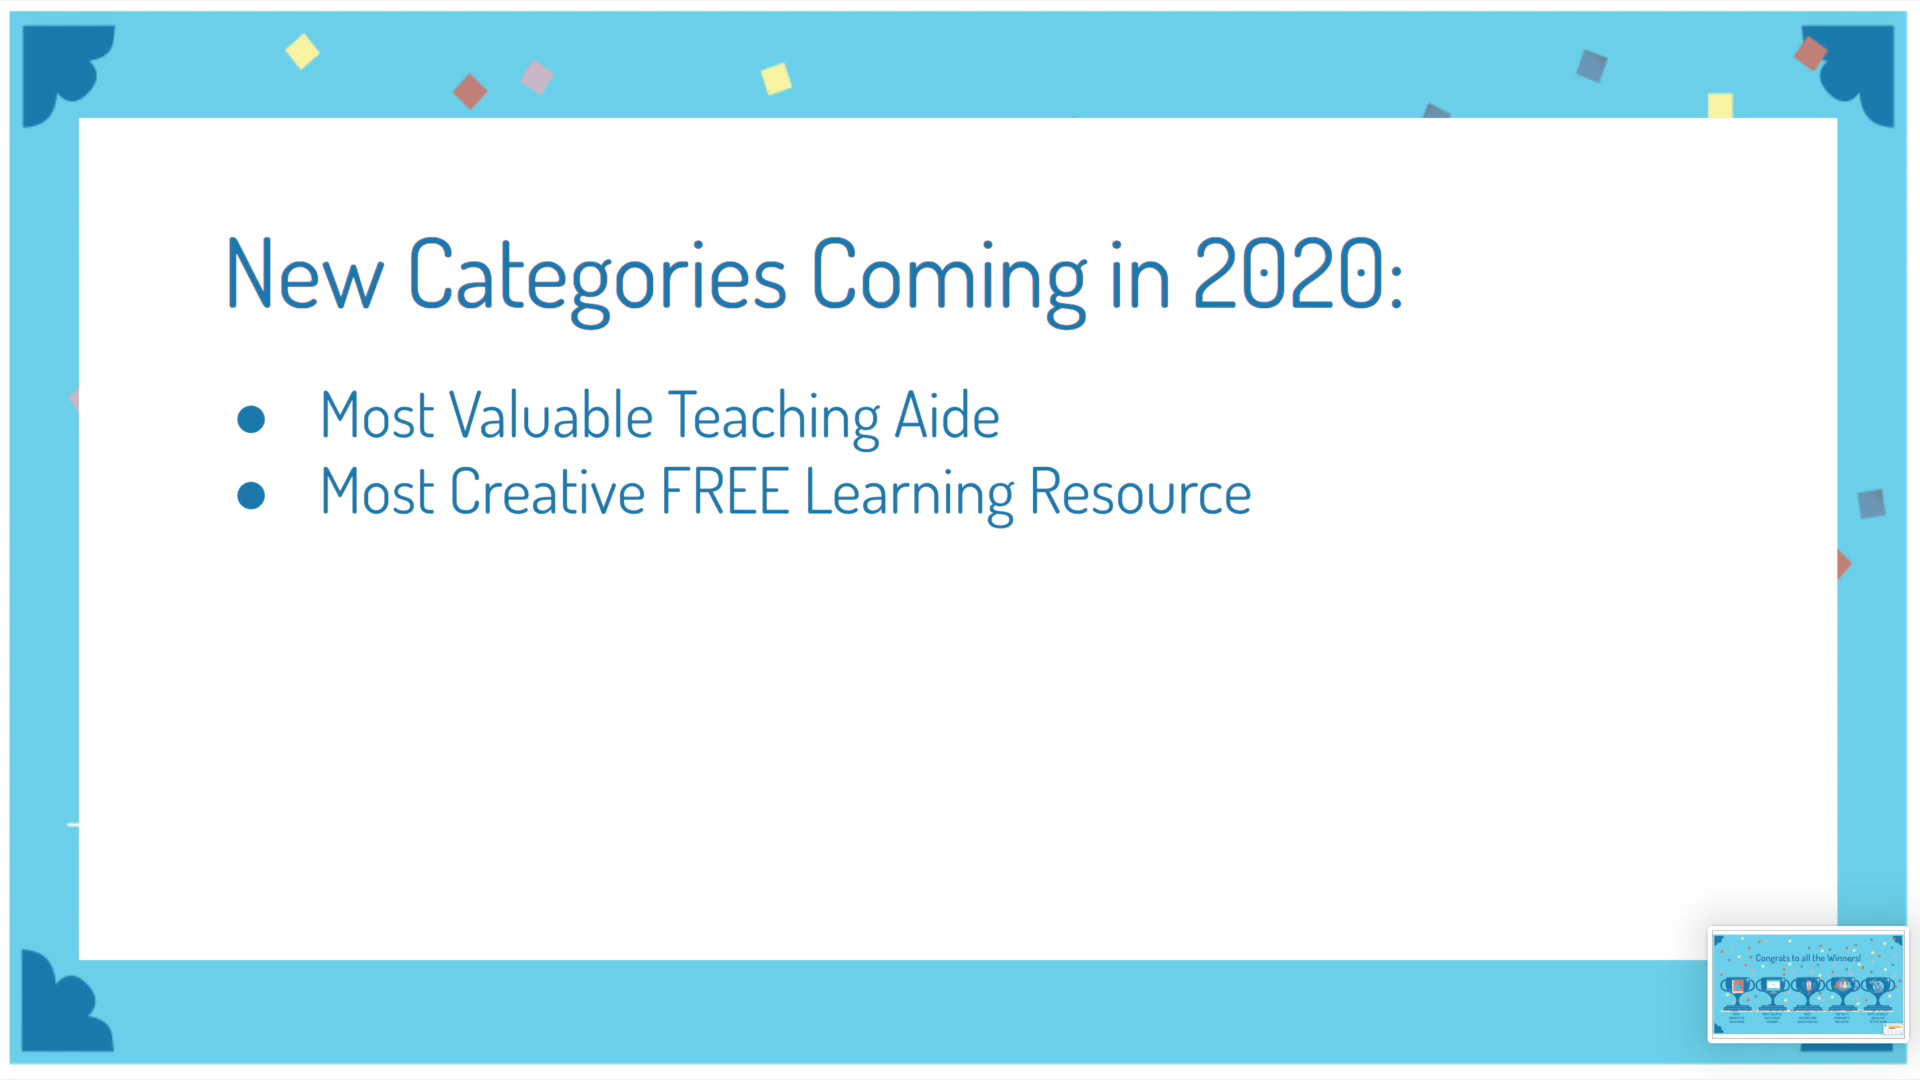 New Categories Coming in 2020:
● Most Valuable Teaching Aide
● Most Creative FREE Learning Resource
Congrats to all the Winners!